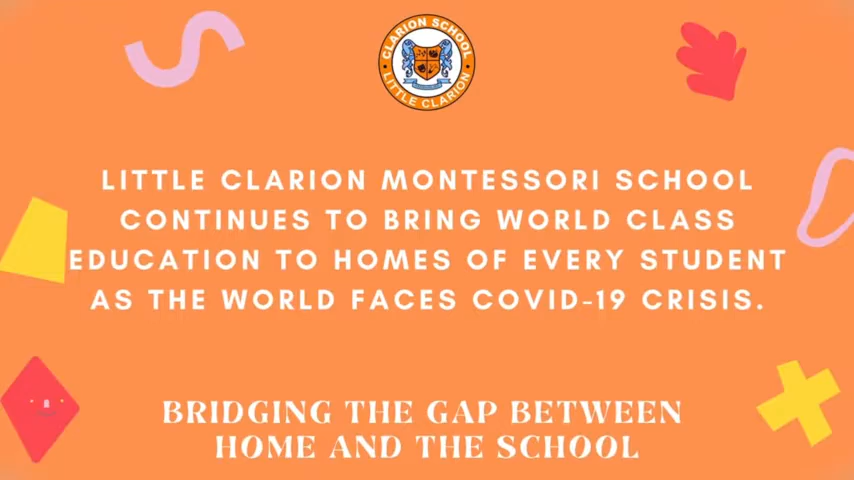 CLARION SCHOOL
LITTLE CLARION
LITTLE CLARION MONTESSORI SCHOOL
CONTINUES TO BRING WORLD CLASS
EDUCATION TO HOMES OF EVERY STUDENT
AS THE WORLD FACES COVID-19 CRISIS.
BRIDGING THE GAP BETWEEN
HOME AND THE SCHOOL